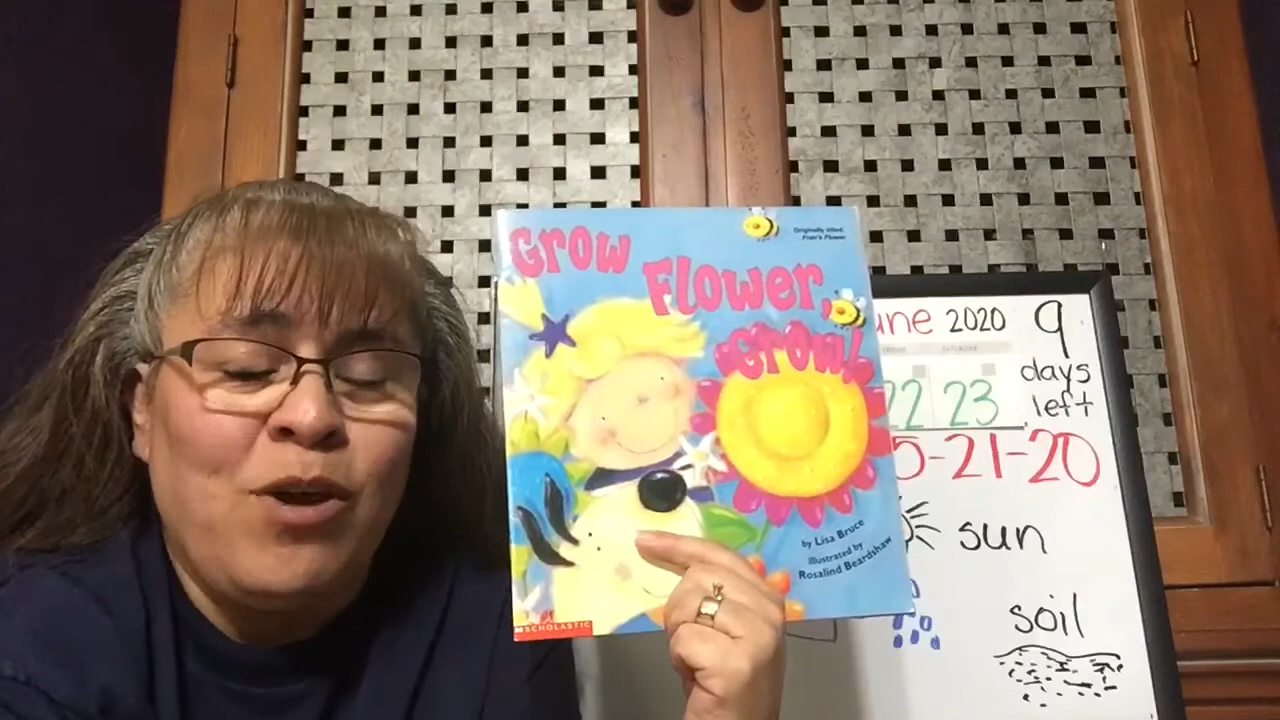 Grow
Flower,
Grow!
Originally titled:
Fran's Flower
by Lisa Bruce
illustrated by
Rosalind Beardshaw
SCHOLASTIC
une 2020
9
days
left
22 23
5-21-20
sun
soil